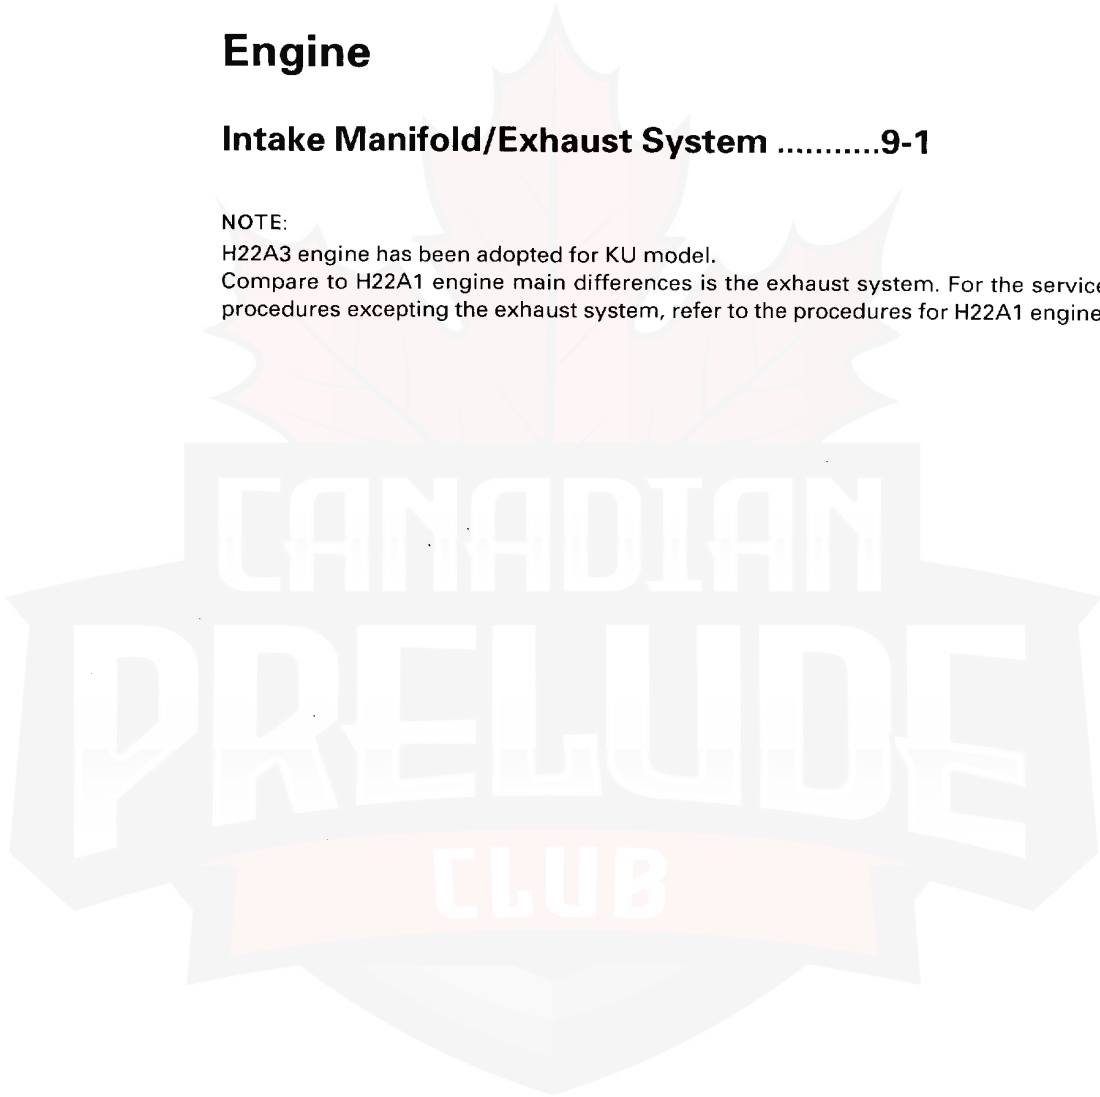 Engine
Intake Manifold/Exhaust System ...........9-1
NOTE:
H22A3 engine has been adopted for KU model.
Compare to H22A1 engine main differences is the exhaust system. For the service
procedures excepting the exhaust system, refer to the procedures for H22A1 engine
CANADIAN
PRELUDE
CLUB